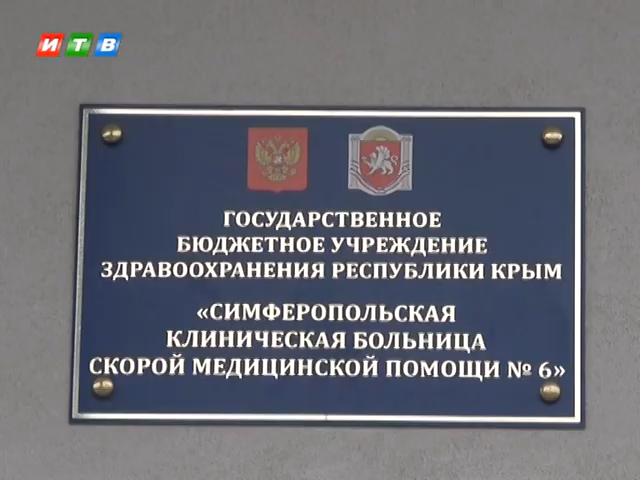 ИТВ
ГОСУДАРСТВЕННОЕ
БЮДЖЕТНОЕ УЧРЕЖДЕНИЕ
ЗДРАВООХРАНЕНИЯ РЕСПУБЛИКИ КРЫМ
«СИМФЕРОПОЛЬСКАЯ
КЛИНИЧЕСКАЯ БОЛЬНИЦА
СКОРОЙ МЕДИЦИНСКОЙ ПОМОЩИ № 6»